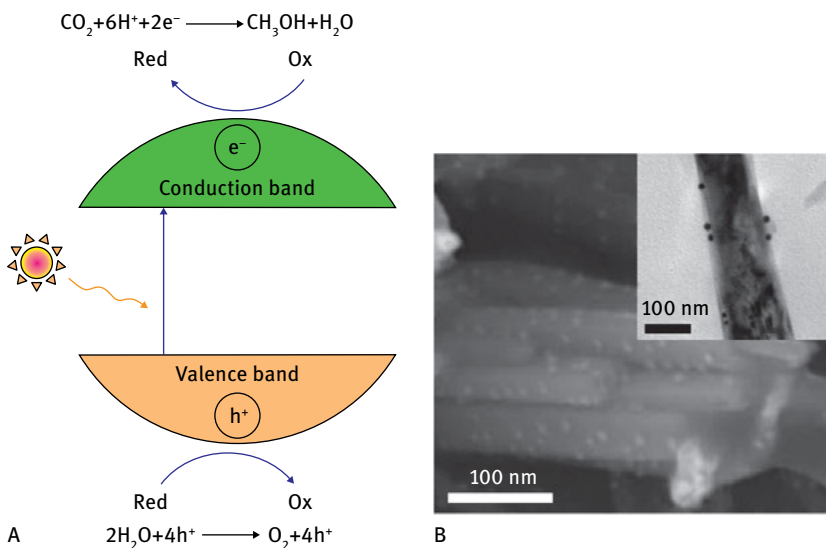 CO₂+6H⁺+2e⁻ ⟶ CH₃OH+H₂O
Red Ox
e⁻
Conduction band
Valence band
h⁺
Red Ox
2H₂O+4h⁺ ⟶ O₂+4h⁺
A
100 nm
100 nm
B